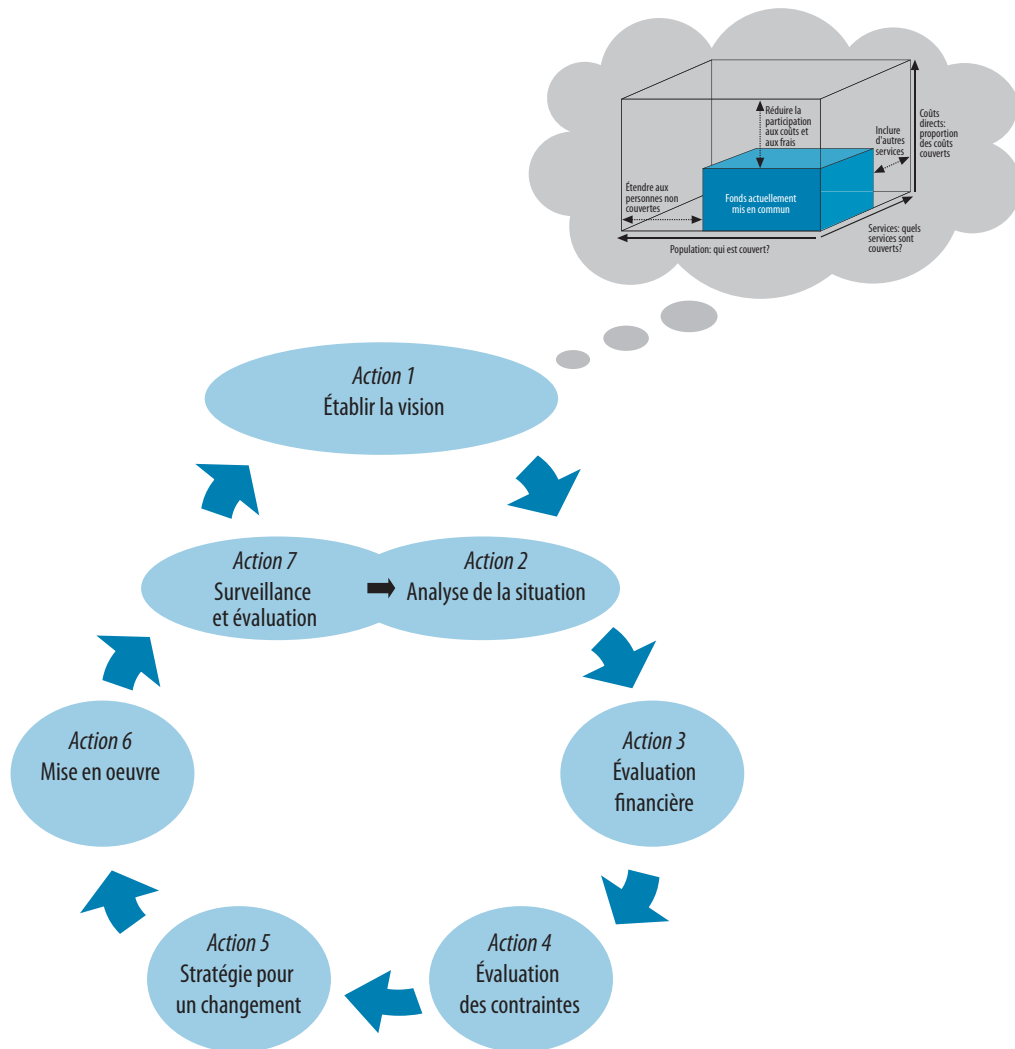 Réduire la
participation
aux coûts et
aux frais
Coûts
directs:
proportion
des coûts
couverts
Inclure
d'autres
services
Étendre aux
personnes non
couvertes
Fonds actuellement
mis en commun
Services: quels
services sont
couverts?
Population: qui est couvert?
Action 1
Établir la vision
Action 7
Surveillance
et évaluation
Action 2
Analyse de la situation
Action 6
Mise en oeuvre
Action 3
Évaluation
financière
Action 5
Stratégie pour
un changement
Action 4
Évaluation
des contraintes